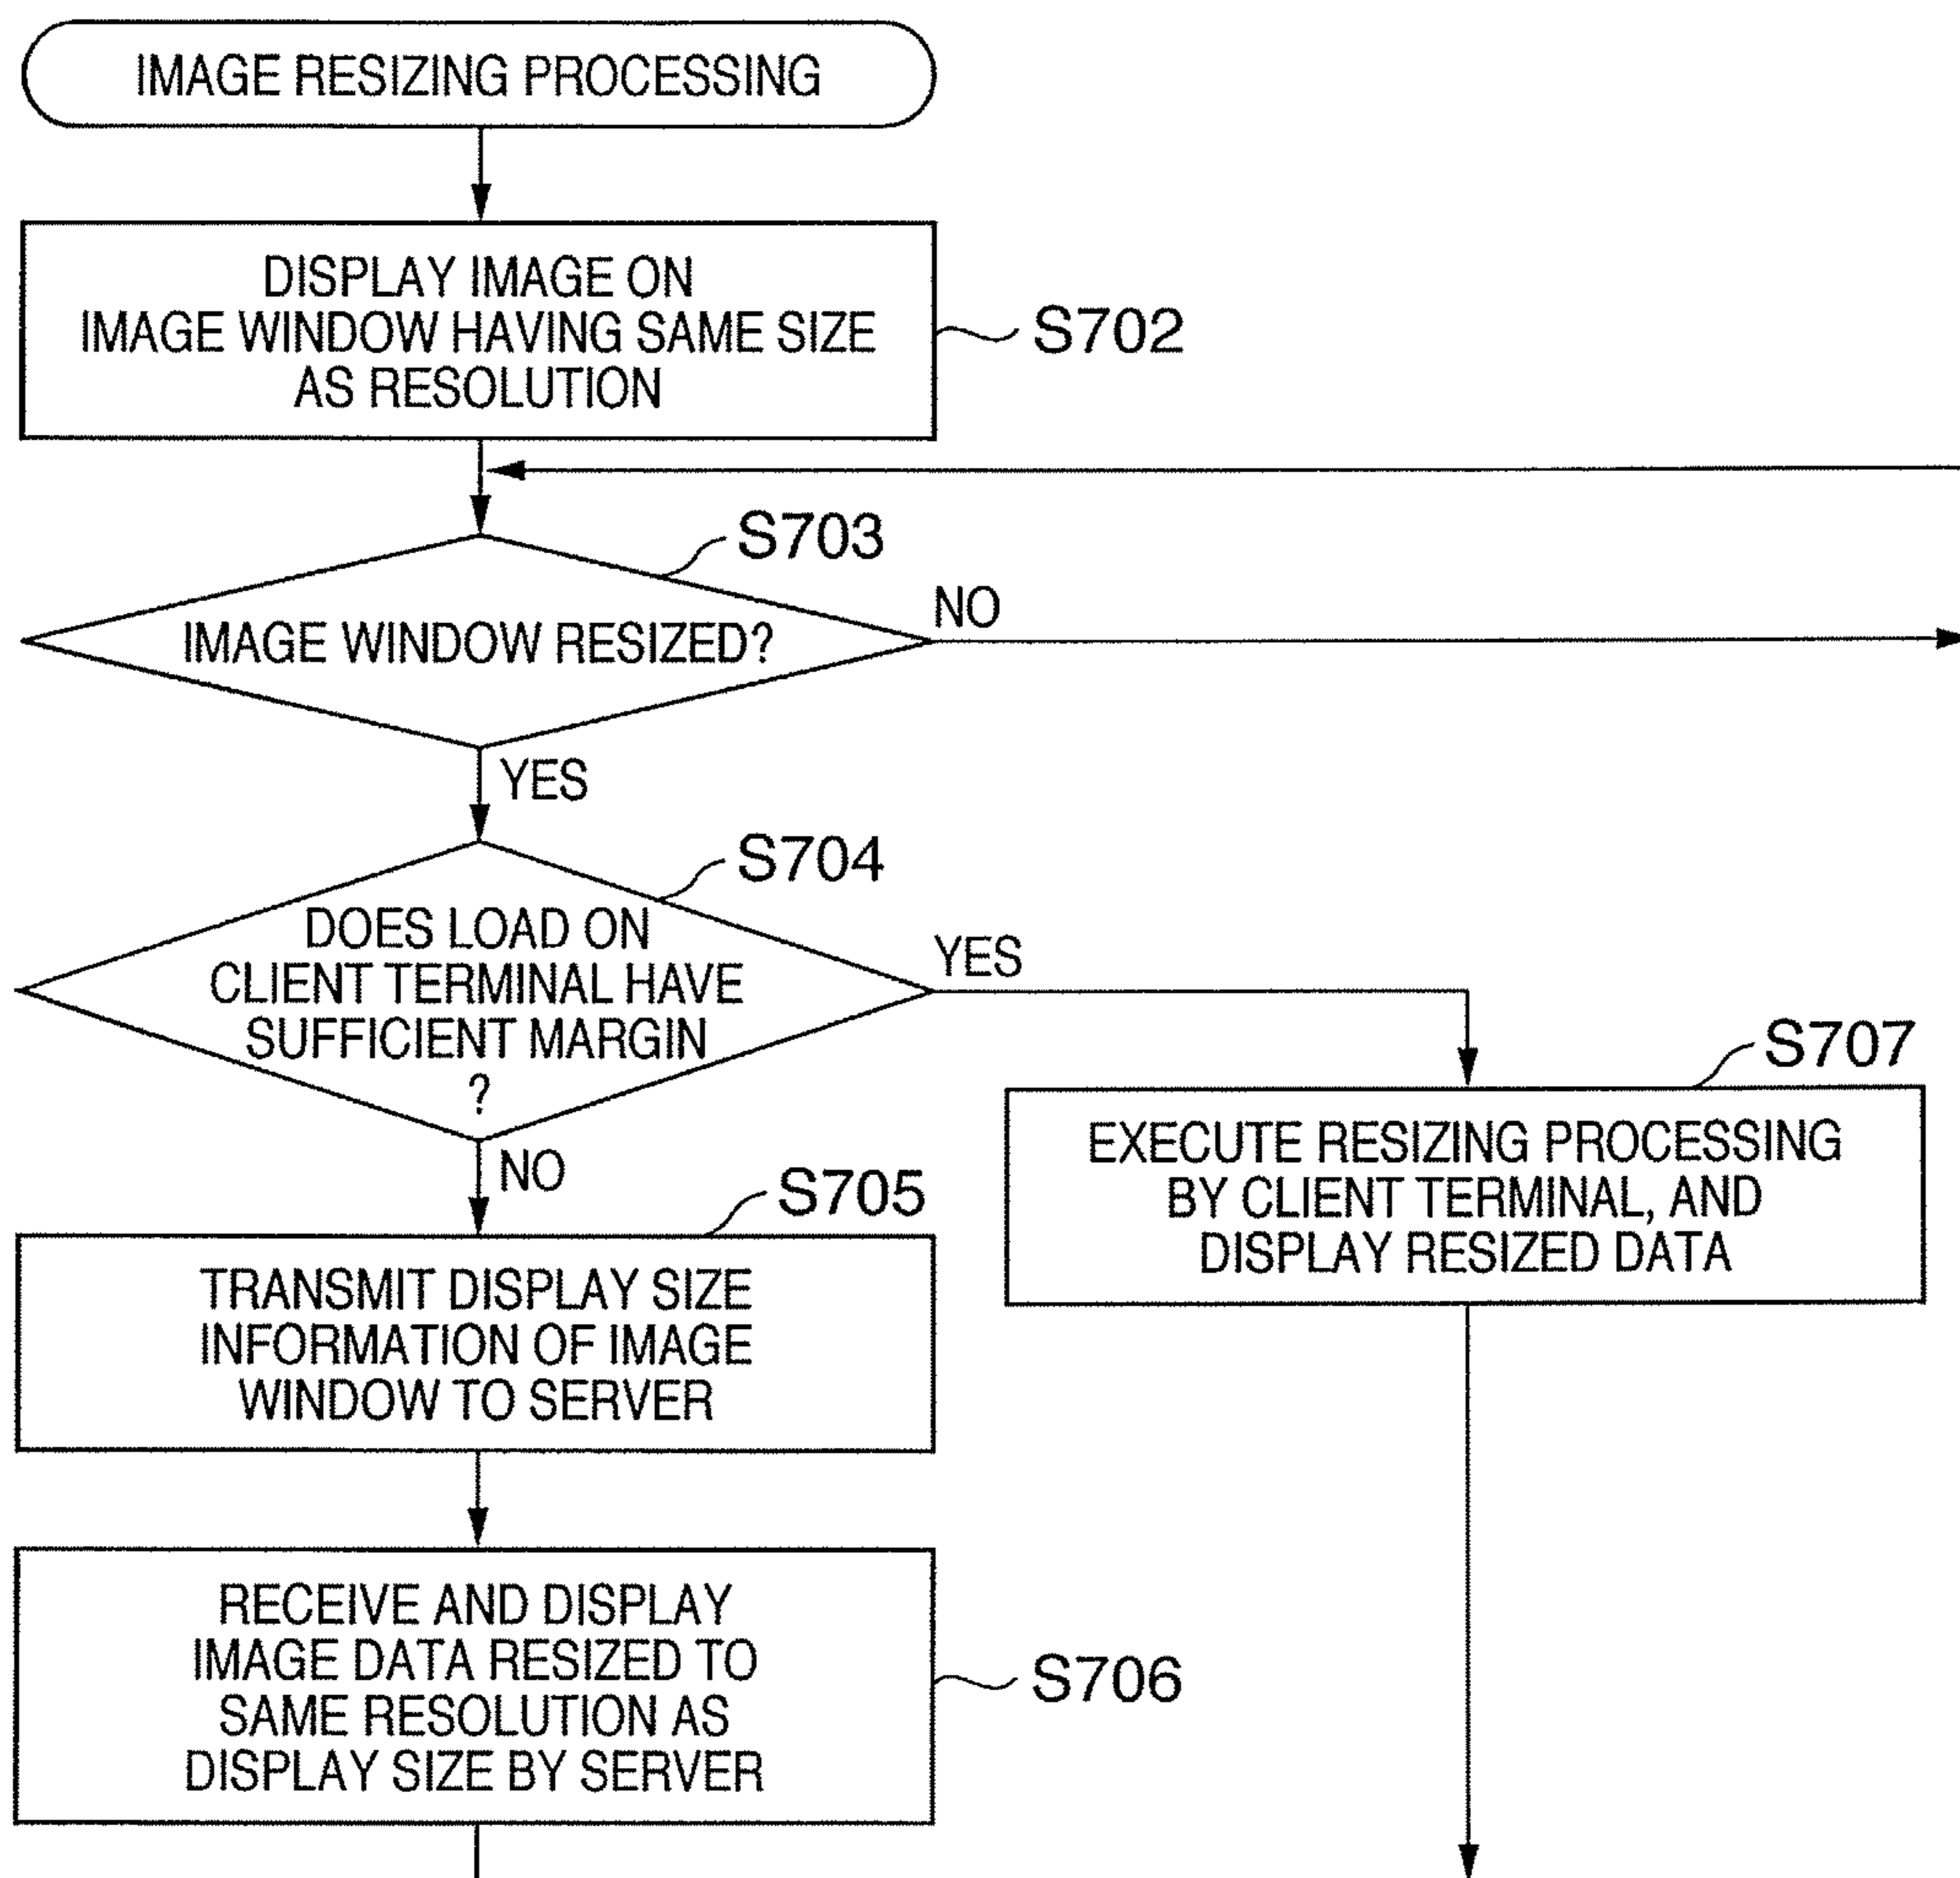 IMAGE RESIZING PROCESSING
DISPLAY IMAGE ON
IMAGE WINDOW HAVING SAME SIZE
AS RESOLUTION
S702
S703
IMAGE WINDOW RESIZED?
NO
YES
S704
DOES LOAD ON
CLIENT TERMINAL HAVE
SUFFICIENT MARGIN
?
YES
NO
S707
EXECUTE RESIZING PROCESSING
BY CLIENT TERMINAL, AND
DISPLAY RESIZED DATA
S705
TRANSMIT DISPLAY SIZE
INFORMATION OF IMAGE
WINDOW TO SERVER
RECEIVE AND DISPLAY
IMAGE DATA RESIZED TO
SAME RESOLUTION AS
DISPLAY SIZE BY SERVER
S706